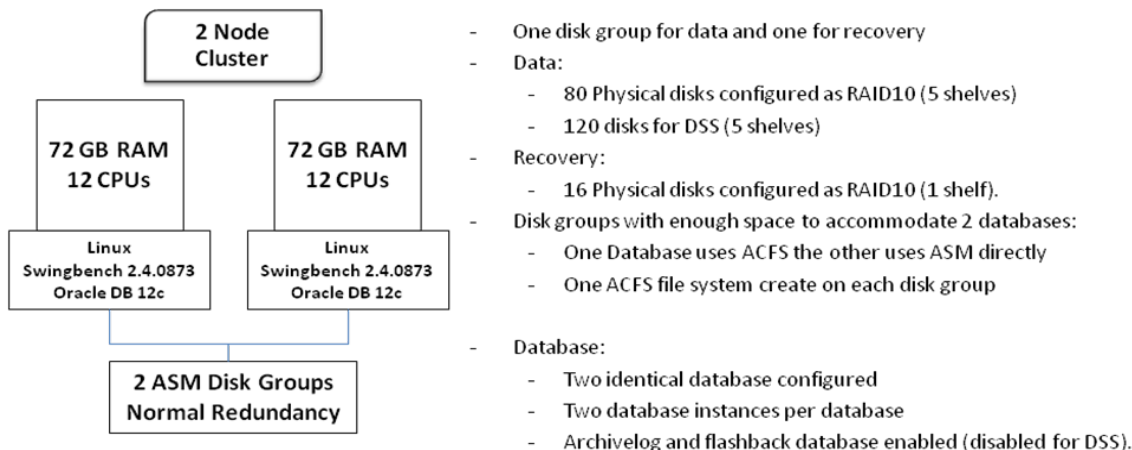 2 Node
Cluster
72 GB RAM
12 CPUs
72 GB RAM
12 CPUs
Linux
Swingbench 2.4.0873
Oracle DB 12c
Linux
Swingbench 2.4.0873
Oracle DB 12c
2 ASM Disk Groups
Normal Redundancy
- One disk group for data and one for recovery
- Data:
- 80 Physical disks configured as RAID10 (5 shelves)
- 120 disks for DSS (5 shelves)
- Recovery:
- 16 Physical disks configured as RAID10 (1 shelf).
- Disk groups with enough space to accommodate 2 databases:
- One Database uses ACFS the other uses ASM directly
- One ACFS file system create on each disk group
- Database:
- Two identical database configured
- Two database instances per database
- Archivelog and flashback database enabled (disabled for DSS).